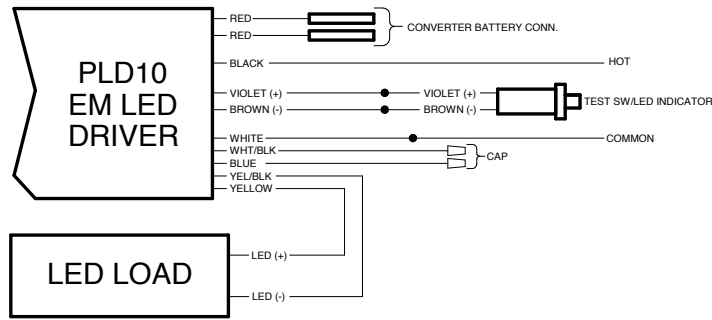 RED
RED
CONVERTER BATTERY CONN.
BLACK
HOT
PLD10
EM LED
DRIVER
VIOLET (+)
VIOLET (+)
BROWN (-)
BROWN (-)
TEST SW/LED INDICATOR
WHITE
COMMON
WHT/BLK
BLUE
CAP
YEL/BLK
YELLOW
LED LOAD
LED (+)
LED (-)